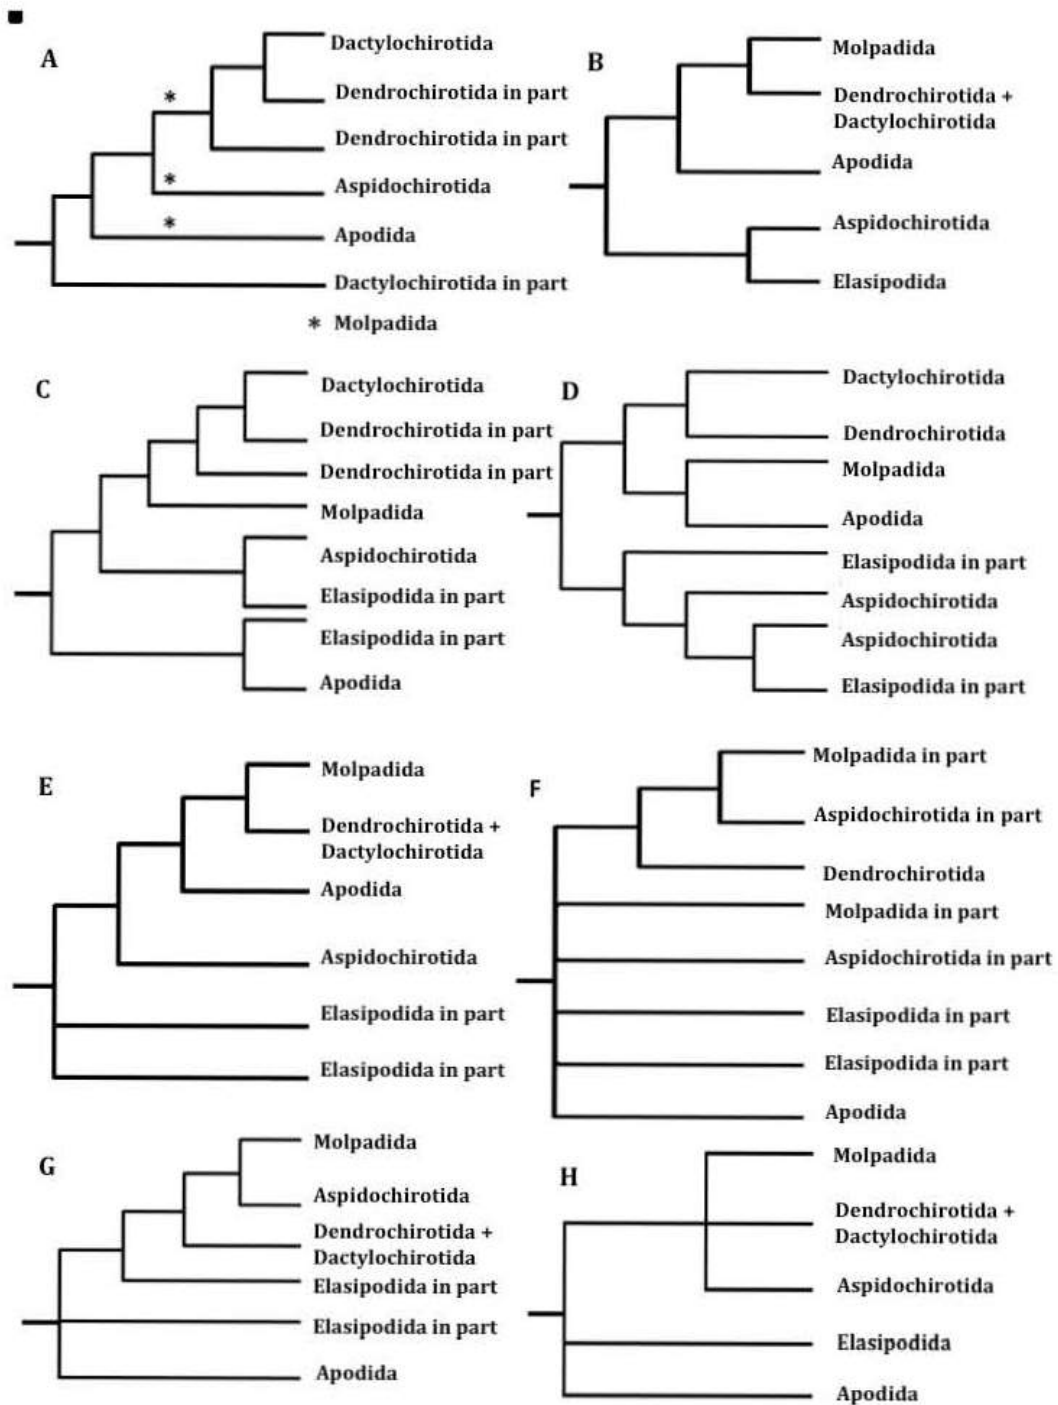 A
Dactylochirotida
Dendrochirotida in part
Dendrochirotida in part
*
*
Aspidochirotida
*
Apodida
Dactylochirotida in part
* Molpadida
B
Molpadida
Dendrochirotida +
Dactylochirotida
Apodida
Aspidochirotida
Elasipodida
C
Dactylochirotida
Dendrochirotida in part
Dendrochirotida in part
Molpadida
Aspidochirotida
Elasipodida in part
Elasipodida in part
Apodida
D
Dactylochirotida
Dendrochirotida
Molpadida
Apodida
Elasipodida in part
Aspidochirotida
Aspidochirotida
Elasipodida in part
E
Molpadida
Dendrochirotida +
Dactylochirotida
Apodida
Aspidochirotida
Elasipodida in part
Elasipodida in part
F
Molpadida in part
Aspidochirotida in part
Dendrochirotida
Molpadida in part
Aspidochirotida in part
Elasipodida in part
Elasipodida in part
Apodida
G
Molpadida
Aspidochirotida
Dendrochirotida +
Dactylochirotida
Elasipodida in part
Elasipodida in part
Apodida
H
Molpadida
Dendrochirotida +
Dactylochirotida
Aspidochirotida
Elasipodida
Apodida